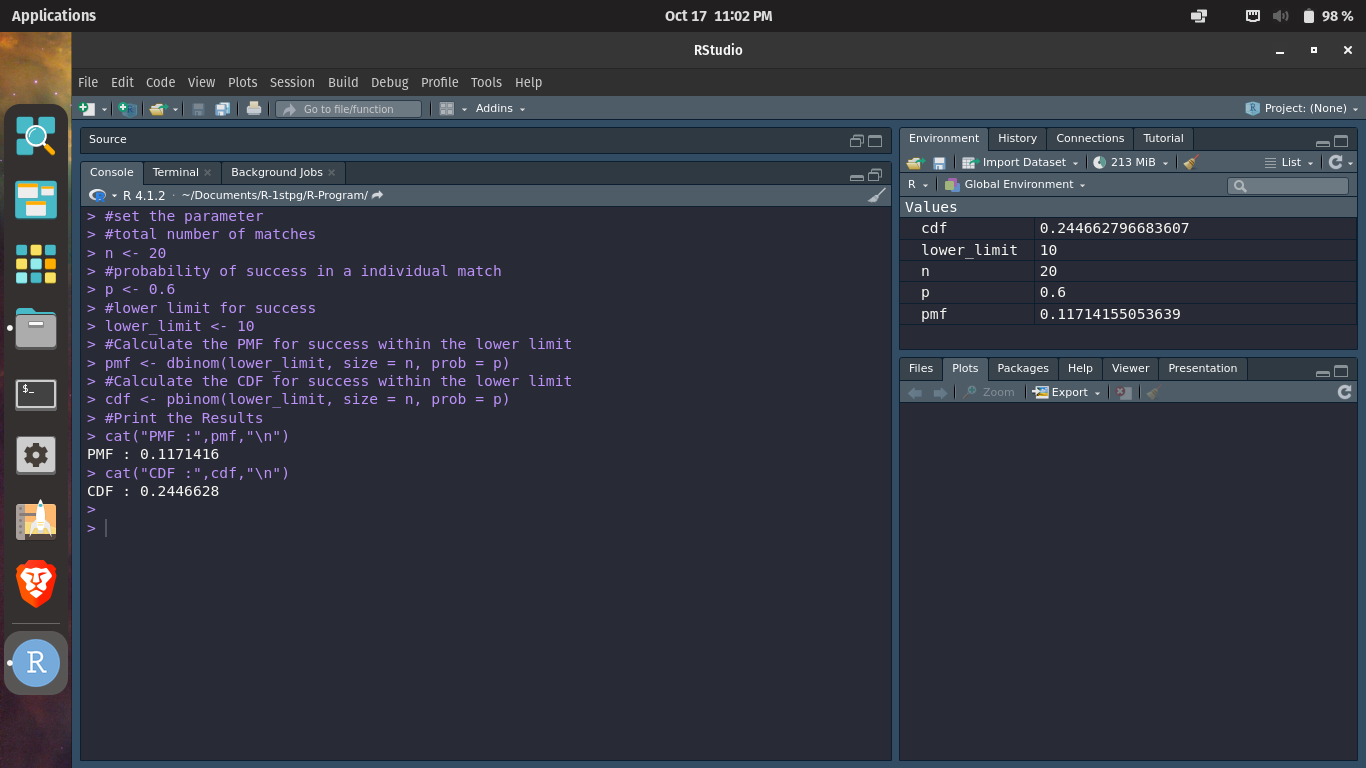 Applications
Oct 17 11:02 PM
98 %
RStudio
File Edit Code View Plots Session Build Debug Profile Tools Help
Go to file/function
Addins
Project: (None)
Source
Console Terminal Background Jobs
R 4.1.2 · ~/Documents/R-1stpg/R-Program/
> #set the parameter
> #total number of matches
> n <- 20
> #probability of success in a individual match
> p <- 0.6
> #lower limit for success
> lower_limit <- 10
> #Calculate the PMF for success within the lower limit
> pmf <- dbinom(lower_limit, size = n, prob = p)
> #Calculate the CDF for success within the lower limit
> cdf <- pbinom(lower_limit, size = n, prob = p)
> #Print the Results
> cat("PMF :",pmf,"\n")
PMF : 0.1171416
> cat("CDF :",cdf,"\n")
CDF : 0.2446628
>
>
Environment History Connections Tutorial
Import Dataset 213 MiB List
R Global Environment
Values
cdf 0.244662796683607
lower_limit 10
n 20
p 0.6
pmf 0.11714155053639
Files Plots Packages Help Viewer Presentation
Zoom Export
$_
R